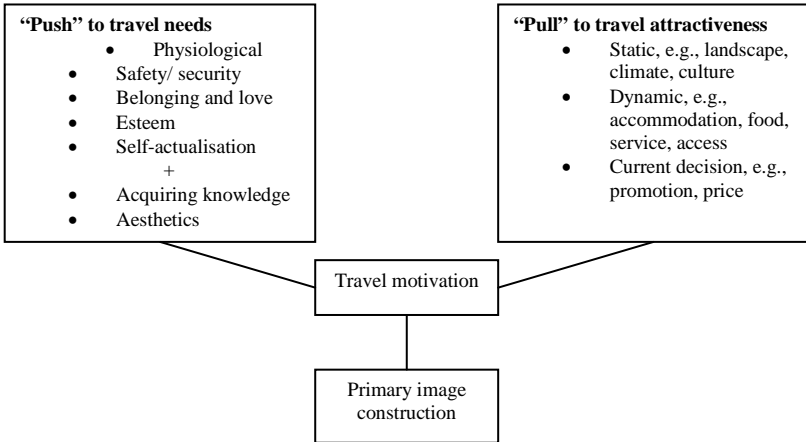 “Push” to travel needs
• Physiological
• Safety/ security
• Belonging and love
• Esteem
• Self-actualisation
+
• Acquiring knowledge
• Aesthetics
“Pull” to travel attractiveness
• Static, e.g., landscape,
climate, culture
• Dynamic, e.g.,
accommodation, food,
service, access
• Current decision, e.g.,
promotion, price
Travel motivation
Primary image
construction